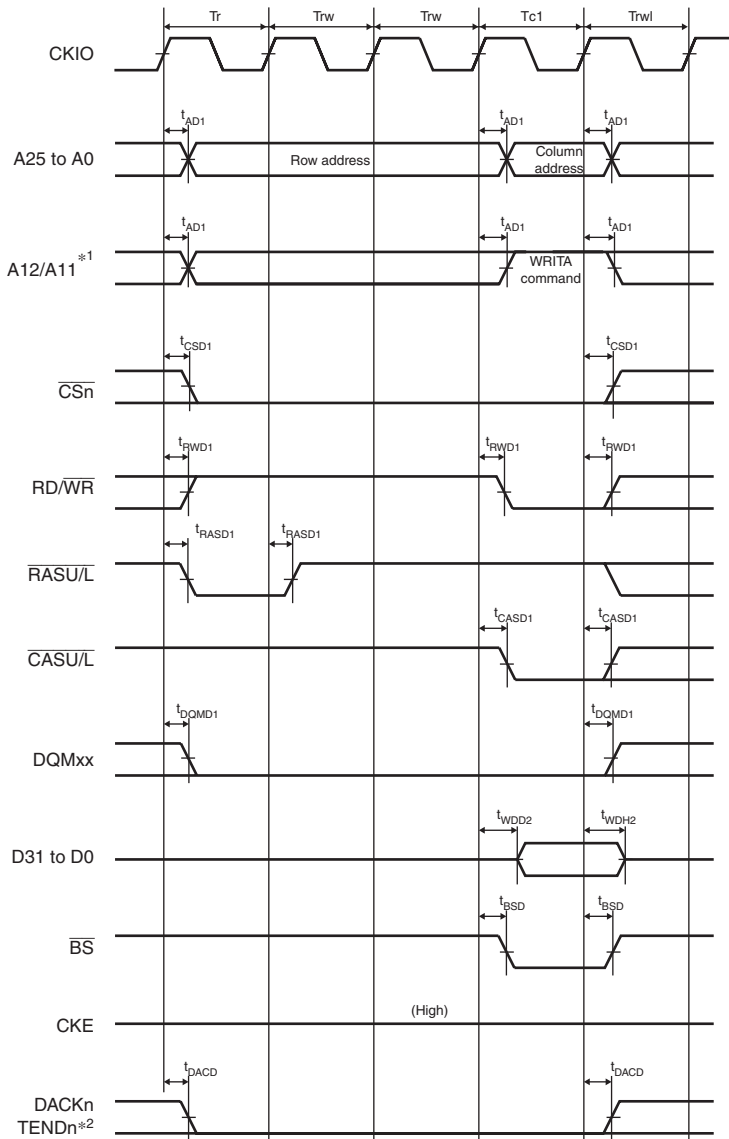 Tr Trw Trw Tc1 Trwl
CKIO
tAD1 tAD1 tAD1
A25 to A0 Row address Column address
tAD1 tAD1 tAD1
A12/A11*1 WRITA command
tCSD1 tCSD1
CSn
tRWD1 tRWD1 tRWD1
RD/WR
tRASD1 tRASD1
RASU/L
tCASD1 tCASD1
CASU/L
tDQMD1 tDQMD1
DQMxx
tWDD2 tWDH2
D31 to D0
tBSD tBSD
BS
(High)
CKE
tDACD tDACD
DACKn
TENDn*2